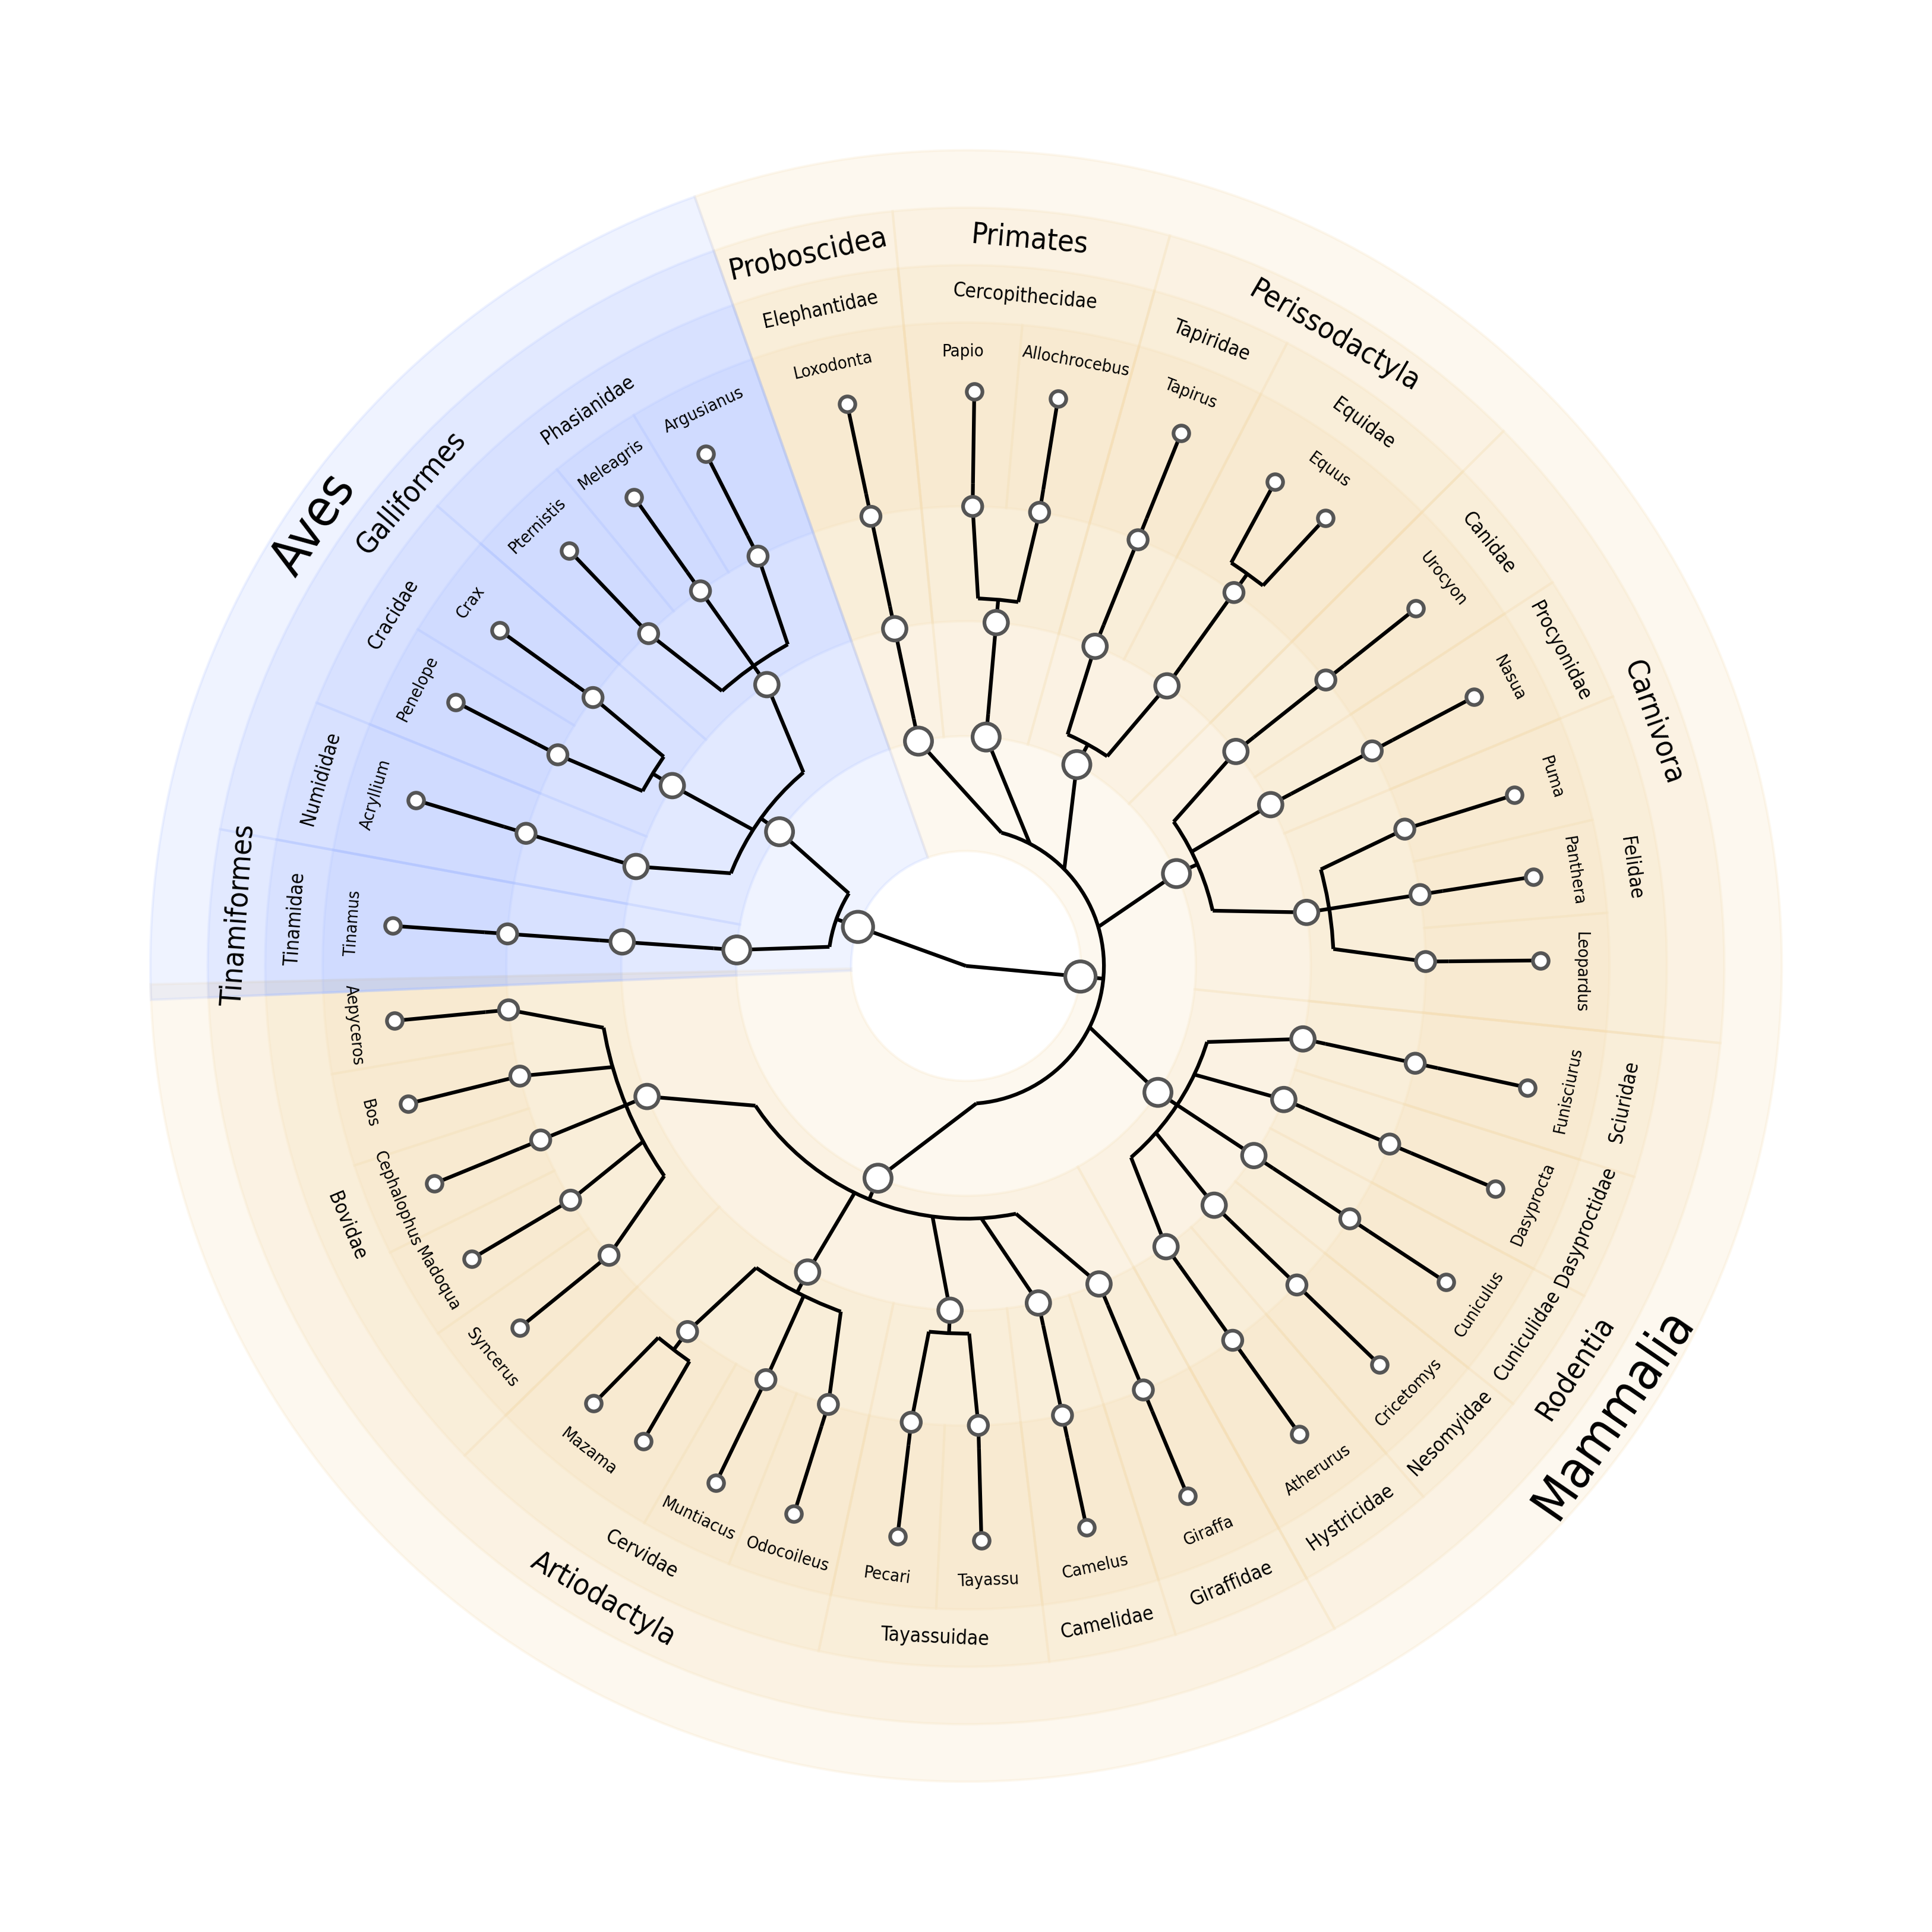 Proboscidea
Primates
Elephantidae
Cercopithecidae
Perissodactyla
Loxodonta
Papio
Allochrocebus
Tapiridae
Tapirus
Equidae
Equus
Canidae
Urocyon
Procyonidae
Nasua
Carnivora
Puma
Panthera
Felidae
Leopardus
Funisciurus
Sciuridae
Dasyprocta
Dasyproctidae
Cuniculus
Cuniculidae
Rodentia
Mammalia
Cricetomys
Nesomyidae
Atherurus
Hystricidae
Giraffa
Giraffidae
Camelus
Camelidae
Tayassu
Pecari
Tayassuidae
Odocoileus
Muntiacus
Mazama
Cervidae
Artiodactyla
Syncerus
Madoqua
Cephalophus
Bos
Aepyceros
Bovidae
Tinamus
Tinamidae
Tinamiformes
Acryllium
Numididae
Penelope
Crax
Cracidae
Pternistis
Meleagris
Argusianus
Phasianidae
Galliformes
Aves